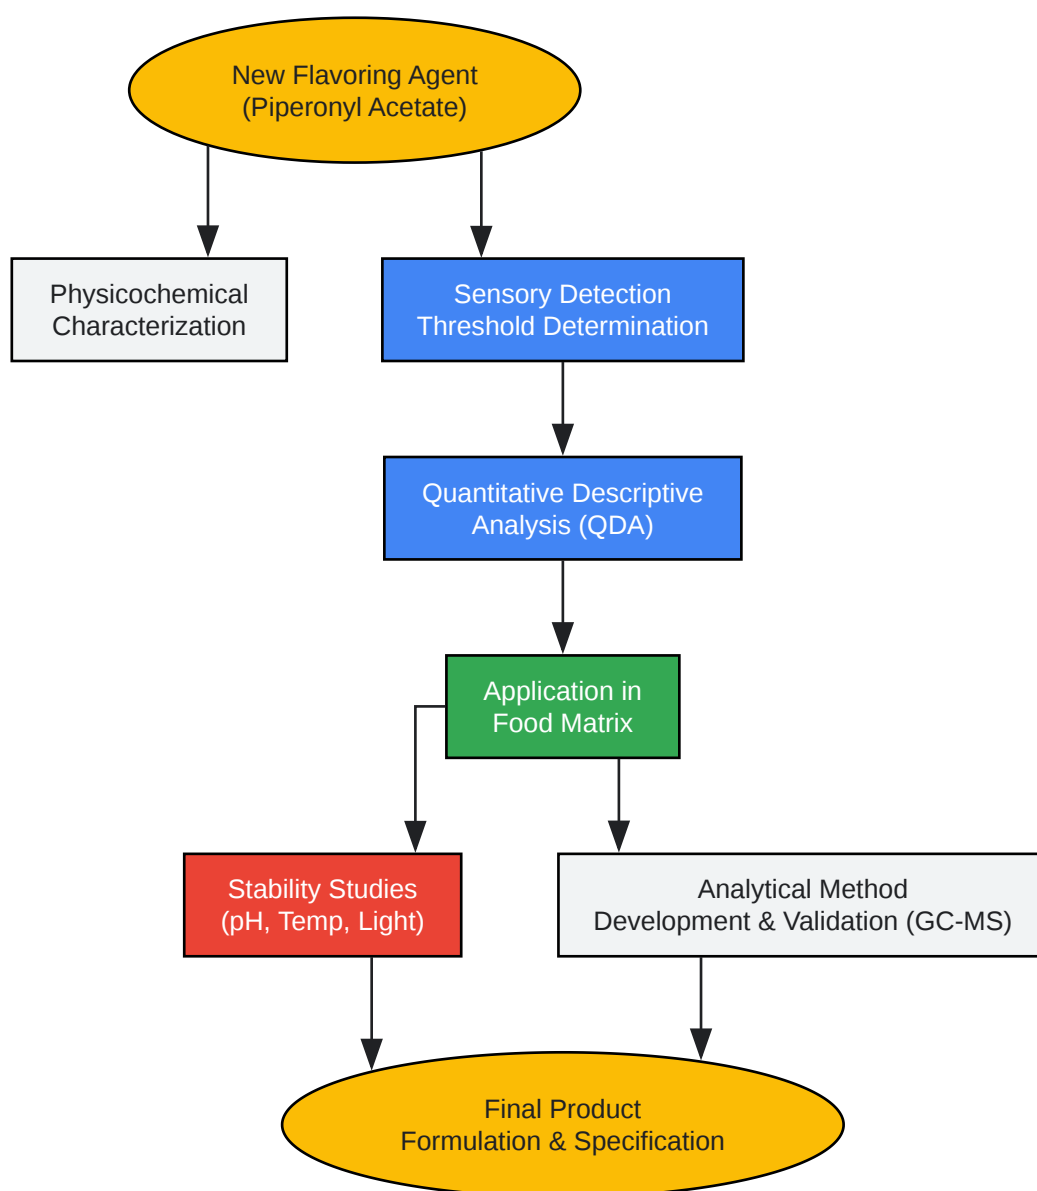 New Flavoring Agent
(Piperonyl Acetate)
Physicochemical
Characterization
Sensory Detection
Threshold Determination
Quantitative Descriptive
Analysis (QDA)
Application in
Food Matrix
Stability Studies
(pH, Temp, Light)
Analytical Method
Development & Validation (GC-MS)
Final Product
Formulation & Specification